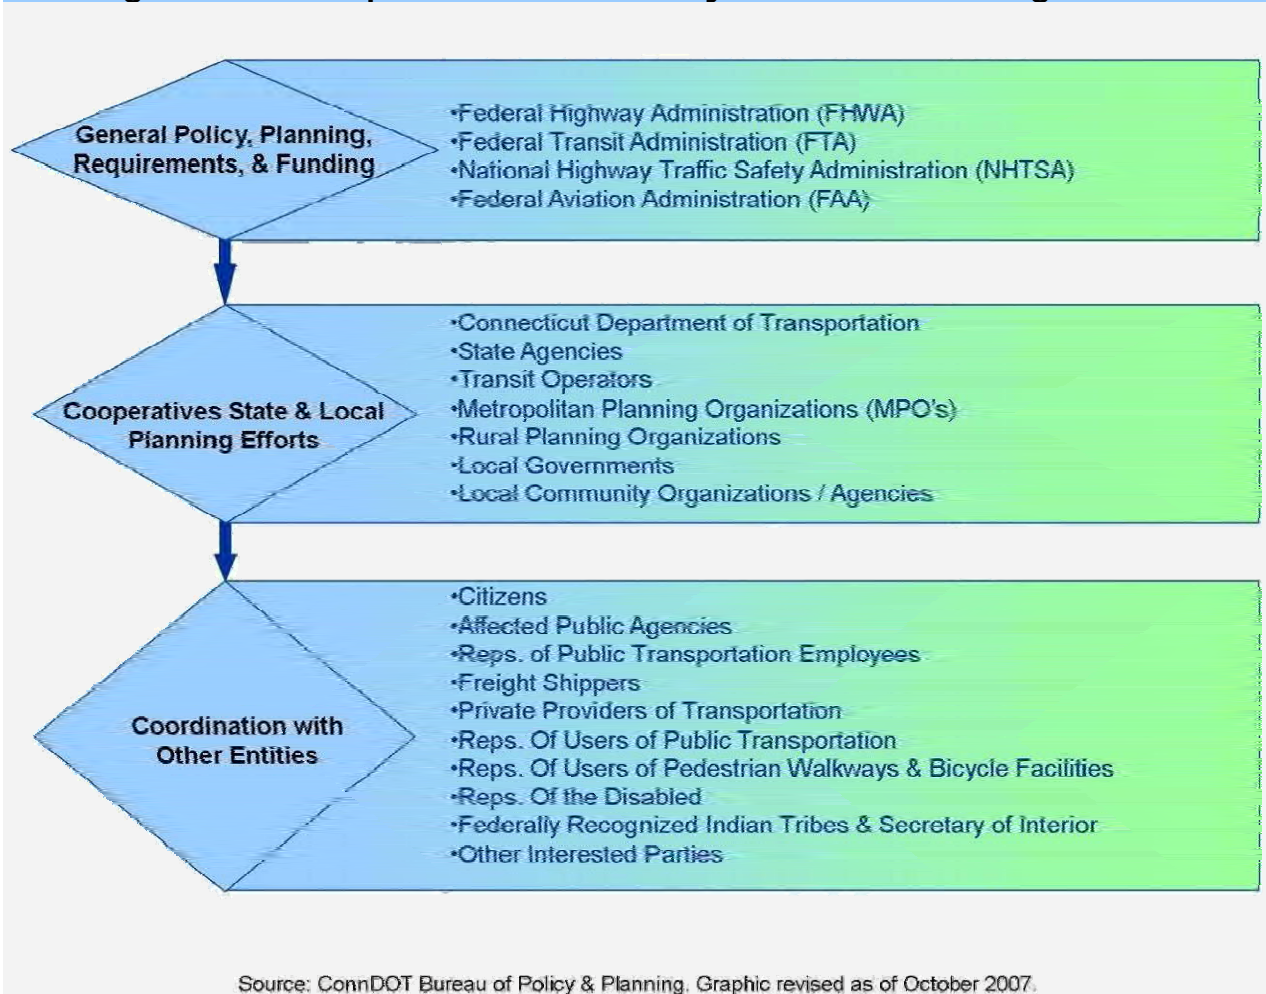 General Policy, Planning,
Requirements, & Funding
•Federal Highway Administration (FHWA)
•Federal Transit Administration (FTA)
•National Highway Traffic Safety Administration (NHTSA)
•Federal Aviation Administration (FAA)
Cooperatives State & Local
Planning Efforts
•Connecticut Department of Transportation
•State Agencies
•Transit Operators
•Metropolitan Planning Organizations (MPO's)
•Rural Planning Organizations
•Local Governments
•Local Community Organizations / Agencies
Coordination with
Other Entities
•Citizens
•Affected Public Agencies
•Reps. of Public Transportation Employees
•Freight Shippers
•Private Providers of Transportation
•Reps. Of Users of Public Transportation
•Reps. Of Users of Pedestrian Walkways & Bicycle Facilities
•Reps. Of the Disabled
•Federally Recognized Indian Tribes & Secretary of Interior
•Other Interested Parties
Source: ConnDOT Bureau of Policy & Planning. Graphic revised as of October 2007.